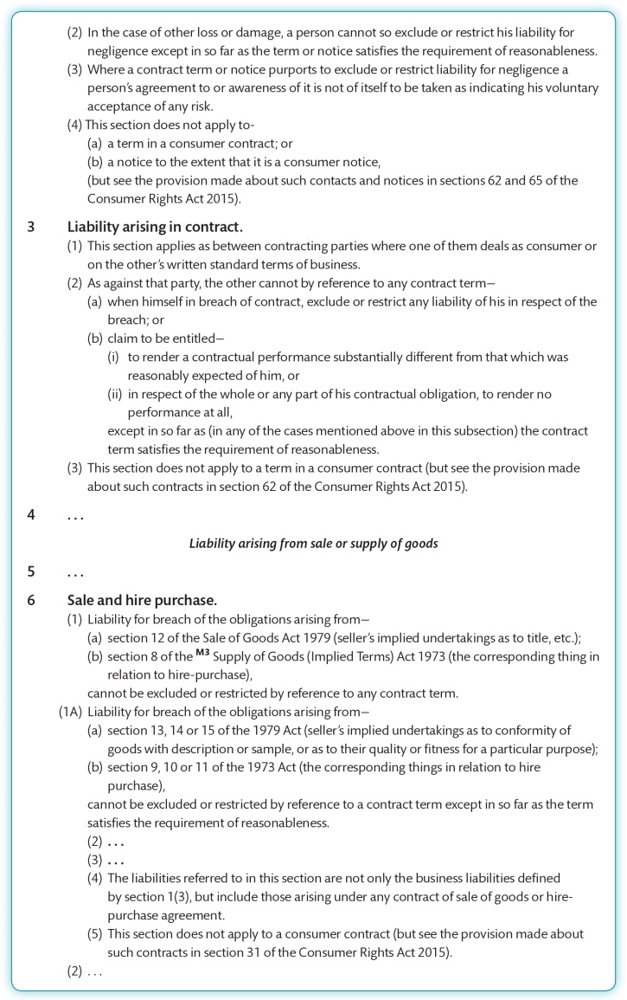 (2) In the case of other loss or damage, a person cannot so exclude or restrict his liability for
negligence except in so far as the term or notice satisfies the requirement of reasonableness.
(3) Where a contract term or notice purports to exclude or restrict liability for negligence a
person's agreement to or awareness of it is not of itself to be taken as indicating his voluntary
acceptance of any risk.
(4) This section does not apply to-
(a) a term in a consumer contract; or
(b) a notice to the extent that it is a consumer notice,
(but see the provision made about such contacts and notices in sections 62 and 65 of the
Consumer Rights Act 2015).
3 Liability arising in contract.
(1) This section applies as between contracting parties where one of them deals as consumer or
on the other's written standard terms of business.
(2) As against that party, the other cannot by reference to any contract term—
(a) when himself in breach of contract, exclude or restrict any liability of his in respect of the
breach; or
(b) claim to be entitled—
(i) to render a contractual performance substantially different from that which was
reasonably expected of him, or
(ii) in respect of the whole or any part of his contractual obligation, to render no
performance at all,
except in so far as (in any of the cases mentioned above in this subsection) the contract
term satisfies the requirement of reasonableness.
(3) This section does not apply to a term in a consumer contract (but see the provision made
about such contracts in section 62 of the Consumer Rights Act 2015).
4 . . .
Liability arising from sale or supply of goods
5 . . .
6 Sale and hire purchase.
(1) Liability for breach of the obligations arising from—
(a) section 12 of the Sale of Goods Act 1979 (seller's implied undertakings as to title, etc.);
(b) section 8 of the M3 Supply of Goods (Implied Terms) Act 1973 (the corresponding thing in
relation to hire-purchase),
cannot be excluded or restricted by reference to any contract term.
(1A) Liability for breach of the obligations arising from—
(a) section 13, 14 or 15 of the 1979 Act (seller's implied undertakings as to conformity of
goods with description or sample, or as to their quality or fitness for a particular purpose);
(b) section 9, 10 or 11 of the 1973 Act (the corresponding things in relation to hire
purchase),
cannot be excluded or restricted by reference to a contract term except in so far as the term
satisfies the requirement of reasonableness.
(2) . . .
(3) . . .
(4) The liabilities referred to in this section are not only the business liabilities defined
by section 1(3), but include those arising under any contract of sale of goods or hire-
purchase agreement.
(5) This section does not apply to a consumer contract (but see the provision made about
such contracts in section 31 of the Consumer Rights Act 2015).
(2) . . .